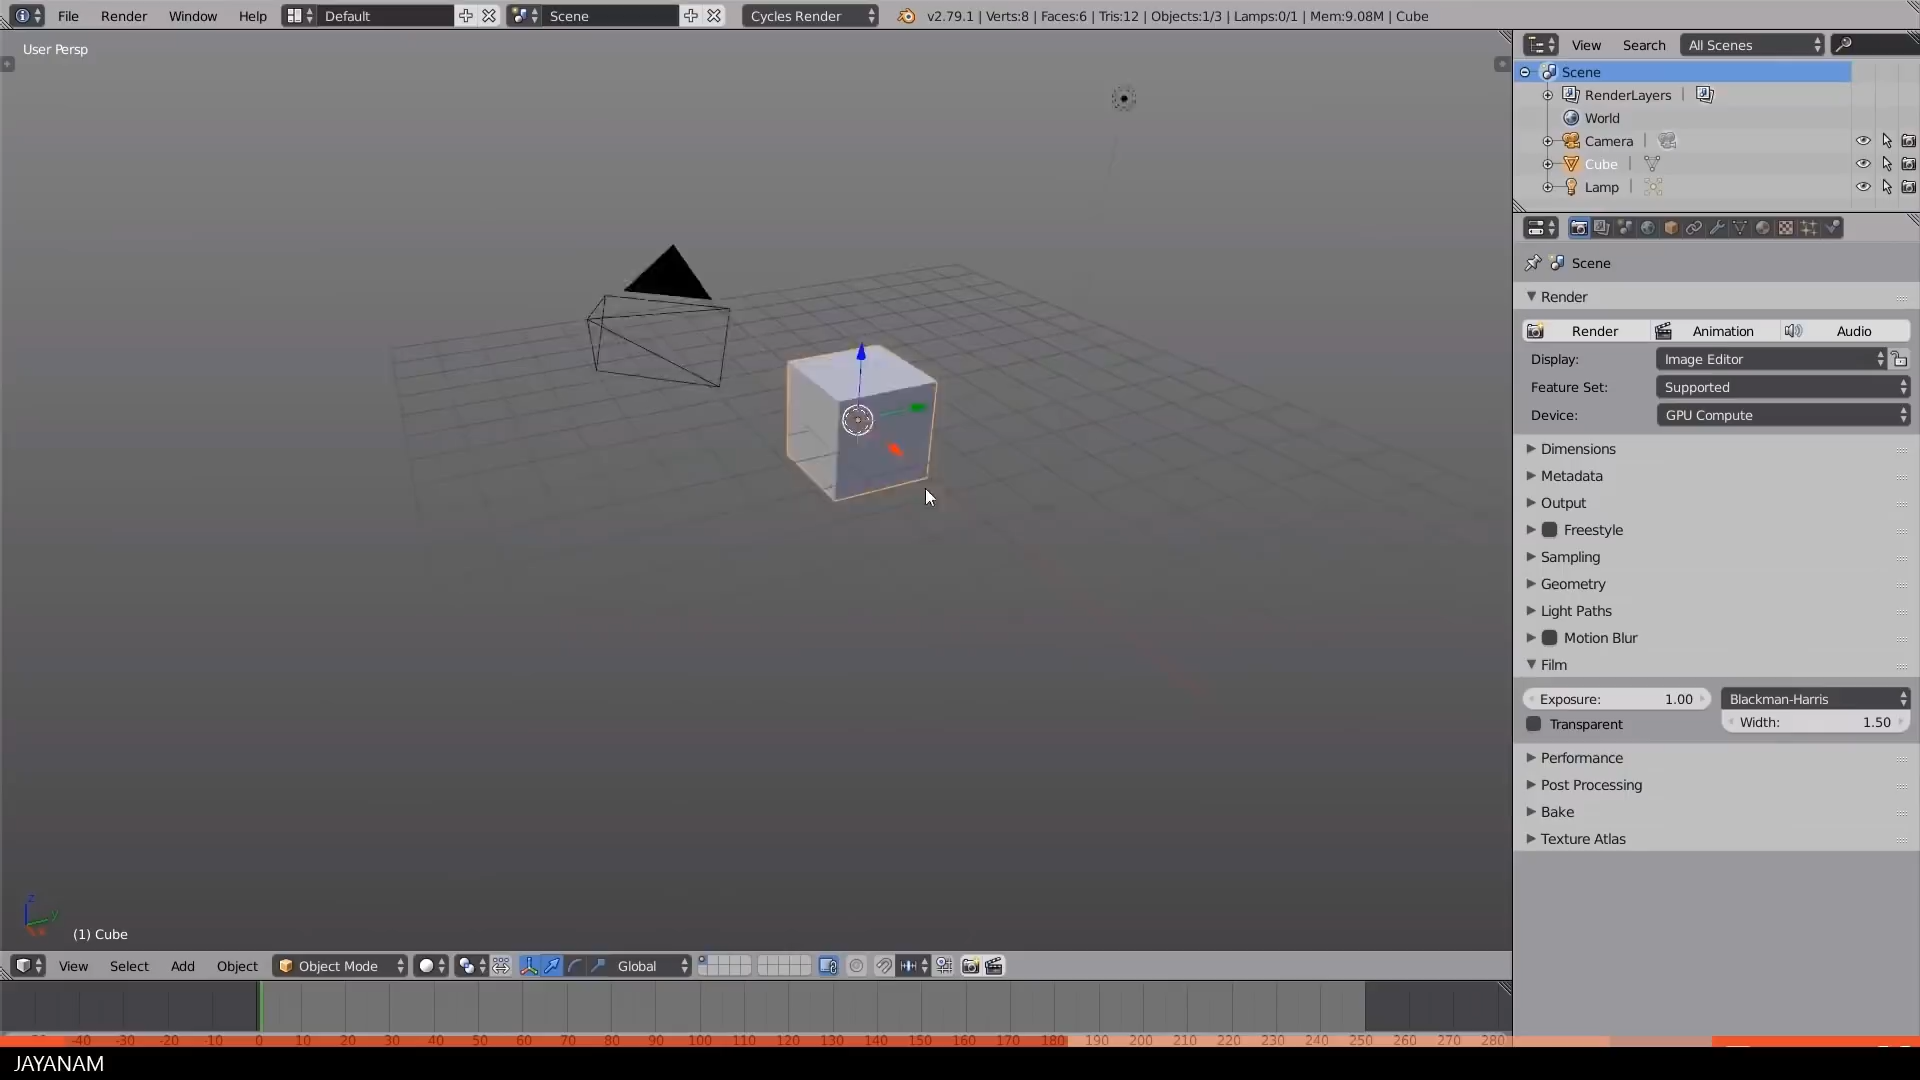 File Render Window Help Default Scene Cycles Render v2.79.1 | Verts:8 | Faces:6 | Tris:12 | Objects:1/3 | Lamps:0/1 | Mem:9.08M | Cube
User Persp
View Search All Scenes
Scene
RenderLayers
World
Camera
Cube
Lamp
Scene
Render
Render Animation Audio
Display: Image Editor
Feature Set: Supported
Device: GPU Compute
Dimensions
Metadata
Output
Freestyle
Sampling
Geometry
Light Paths
Motion Blur
Film
Exposure: 1.00 Blackman-Harris
Transparent Width: 1.50
Performance
Post Processing
Bake
Texture Atlas
z
y
(1) Cube
View Select Add Object Object Mode Global
-40 -30 -20 -10 0 10 20 30 40 50 60 70 80 90 100 110 120 130 140 150 160 170 180 190 200 210 220 230 240 250 260 270 280
JAYANAM